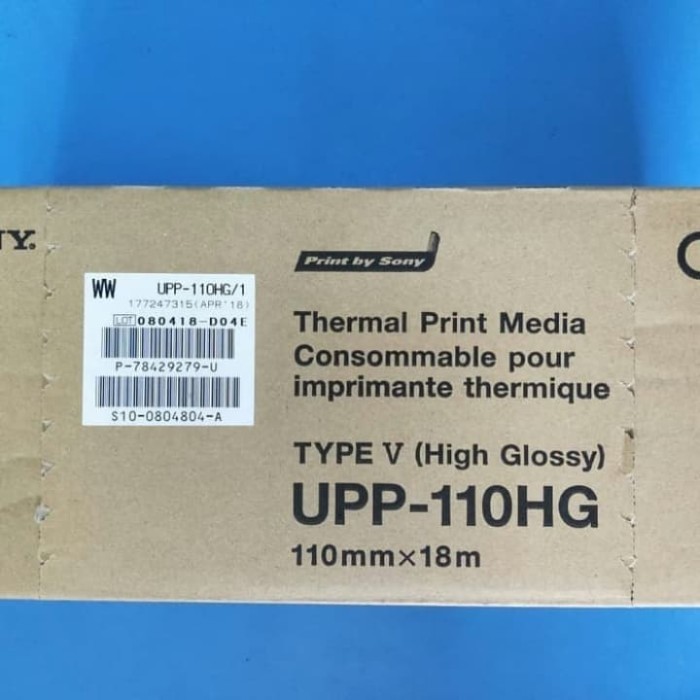 NY®
Print by Sony
WW UPP-110HG/1
177247315(APR'18)
LOT 080418-D04E
P-78429279-U
S10-0804804-A
Thermal Print Media
Consommable pour
imprimante thermique
TYPE V (High Glossy)
UPP-110HG
110mm×18m